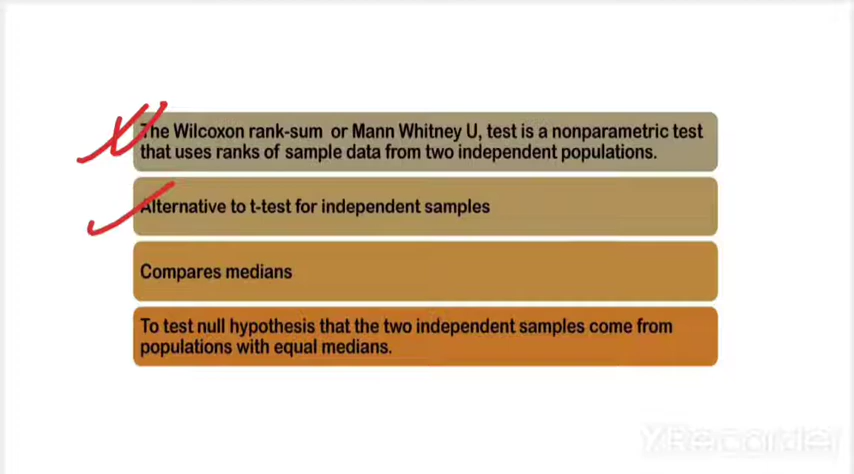 The Wilcoxon rank-sum or Mann Whitney U, test is a nonparametric test
that uses ranks of sample data from two independent populations.
Alternative to t-test for independent samples
Compares medians
To test null hypothesis that the two independent samples come from
populations with equal medians.
XRecorder